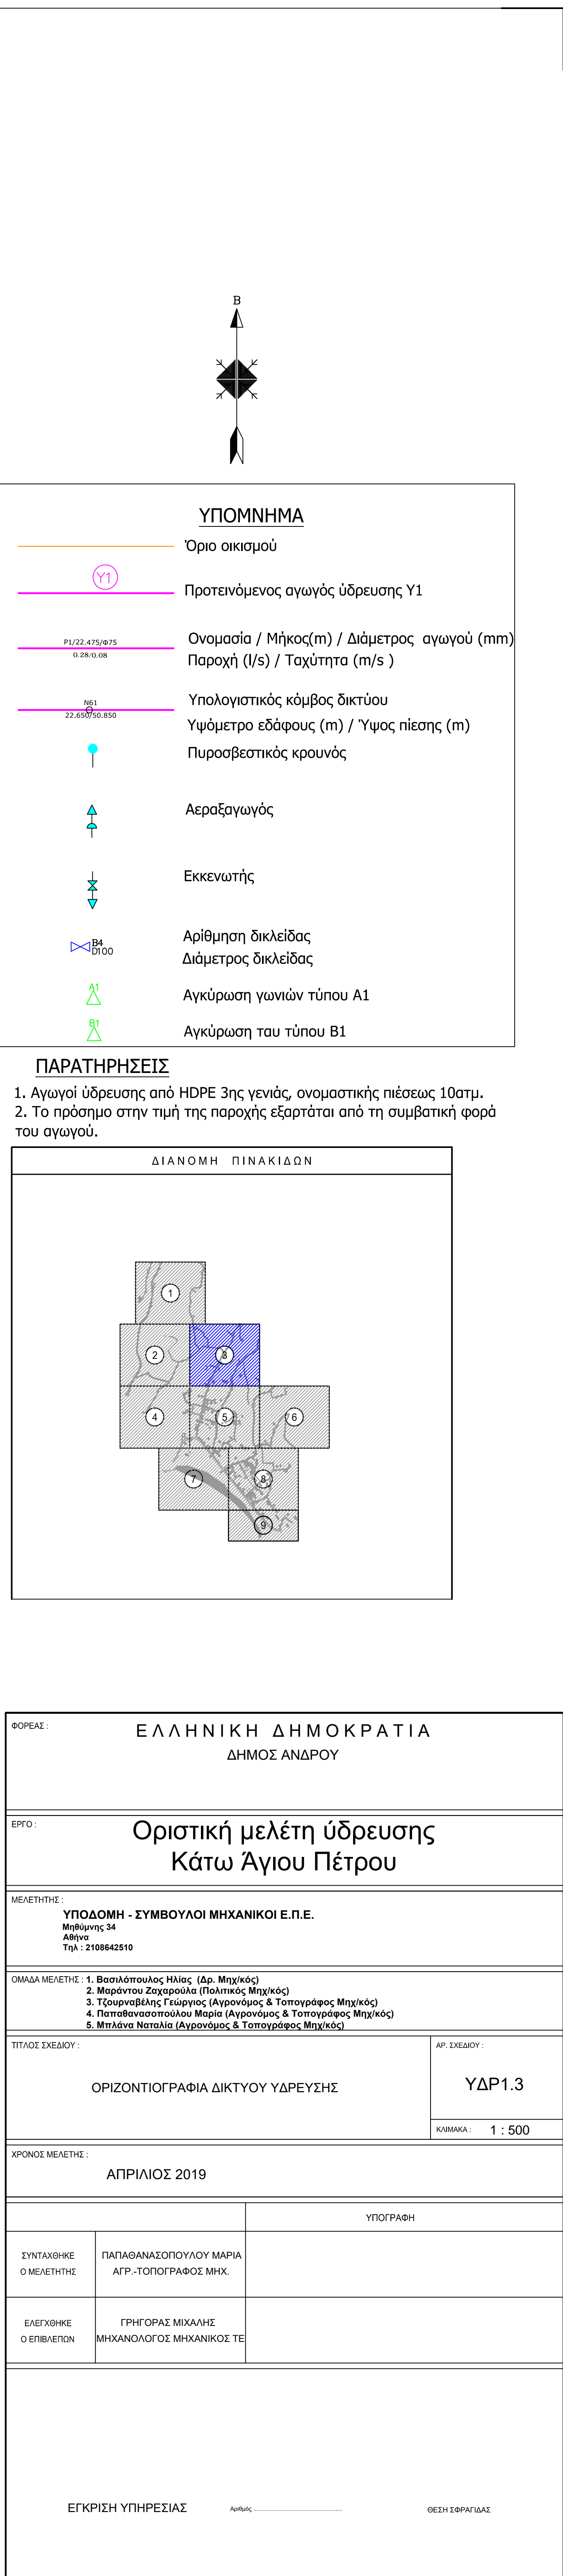 Β
ΥΠΟΜΝΗΜΑ
Όριο οικισμού
Υ1
Προτεινόμενος αγωγός ύδρευσης Υ1
P1/22.475/Φ75
0.28/0.08
Ονομασία / Μήκος(m) / Διάμετρος αγωγού (mm)
Παροχή (l/s) / Ταχύτητα (m/s )
N61
22.650/50.850
Υπολογιστικός κόμβος δικτύου
Υψόμετρο εδάφους (m) / Ύψος πίεσης (m)
Πυροσβεστικός κρουνός
Αεραξαγωγός
Εκκενωτής
B4
D100
Αρίθμηση δικλείδας
Διάμετρος δικλείδας
A1
Αγκύρωση γωνιών τύπου Α1
B1
Αγκύρωση ταυ τύπου Β1
ΠΑΡΑΤΗΡΗΣΕΙΣ
1. Αγωγοί ύδρευσης από HDPE 3ης γενιάς, ονομαστικής πιέσεως 10ατμ.
2. Το πρόσημο στην τιμή της παροχής εξαρτάται από τη συμβατική φορά
του αγωγού.
ΔΙΑΝΟΜΗ ΠΙΝΑΚΙΔΩΝ
1
2
3
4
5
6
7
8
9
ΦΟΡΕΑΣ :
ΕΛΛΗΝΙΚΗ ΔΗΜΟΚΡΑΤΙΑ
ΔΗΜΟΣ ΑΝΔΡΟΥ
ΕΡΓΟ :
Οριστική μελέτη ύδρευσης
Κάτω Άγιου Πέτρου
ΜΕΛΕΤΗΤΗΣ :
ΥΠΟΔΟΜΗ - ΣΥΜΒΟΥΛΟΙ ΜΗΧΑΝΙΚΟΙ Ε.Π.Ε.
Μηθύμνης 34
Αθήνα
Τηλ : 2108642510
ΟΜΑΔΑ ΜΕΛΕΤΗΣ : 1. Βασιλόπουλος Ηλίας (Δρ. Μηχ/κός)
2. Μαράντου Ζαχαρούλα (Πολιτικός Μηχ/κός)
3. Τζουρναβέλης Γεώργιος (Αγρονόμος & Τοπογράφος Μηχ/κός)
4. Παπαθανασοπούλου Μαρία (Αγρονόμος & Τοπογράφος Μηχ/κός)
5. Μπλάνα Ναταλία (Αγρονόμος & Τοπογράφος Μηχ/κός)
ΤΙΤΛΟΣ ΣΧΕΔΙΟΥ :
ΟΡΙΖΟΝΤΙΟΓΡΑΦΙΑ ΔΙΚΤΥΟΥ ΥΔΡΕΥΣΗΣ
ΑΡ. ΣΧΕΔΙΟΥ :
ΥΔΡ1.3
ΚΛΙΜΑΚΑ : 1 : 500
ΧΡΟΝΟΣ ΜΕΛΕΤΗΣ :
ΑΠΡΙΛΙΟΣ 2019
ΥΠΟΓΡΑΦΗ
ΣΥΝΤΑΧΘΗΚΕ
Ο ΜΕΛΕΤΗΤΗΣ
ΠΑΠΑΘΑΝΑΣΟΠΟΥΛΟΥ ΜΑΡΙΑ
ΑΓΡ.-ΤΟΠΟΓΡΑΦΟΣ ΜΗΧ.
ΕΛΕΓΧΘΗΚΕ
Ο ΕΠΙΒΛΕΠΩΝ
ΓΡΗΓΟΡΑΣ ΜΙΧΑΛΗΣ
ΜΗΧΑΝΟΛΟΓΟΣ ΜΗΧΑΝΙΚΟΣ ΤΕ
ΕΓΚΡΙΣΗ ΥΠΗΡΕΣΙΑΣ
Αριθμός ........................................
ΘΕΣΗ ΣΦΡΑΓΙΔΑΣ